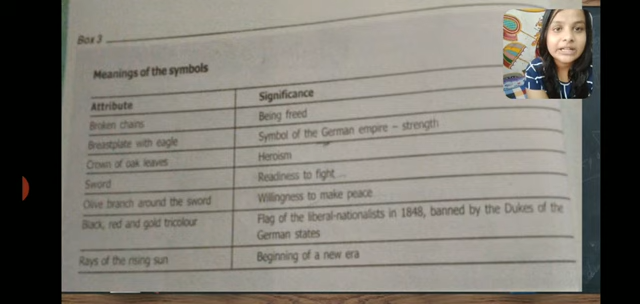 Box 3
Meanings of the symbols
Attribute Significance
Broken chains Being freed
Breastplate with eagle Symbol of the German empire – strength
Crown of oak leaves Heroism
Sword Readiness to fight
Olive branch around the sword Willingness to make peace
Black, red and gold tricolour Flag of the liberal-nationalists in 1848, banned by the Dukes of the
German states
Rays of the rising sun Beginning of a new era